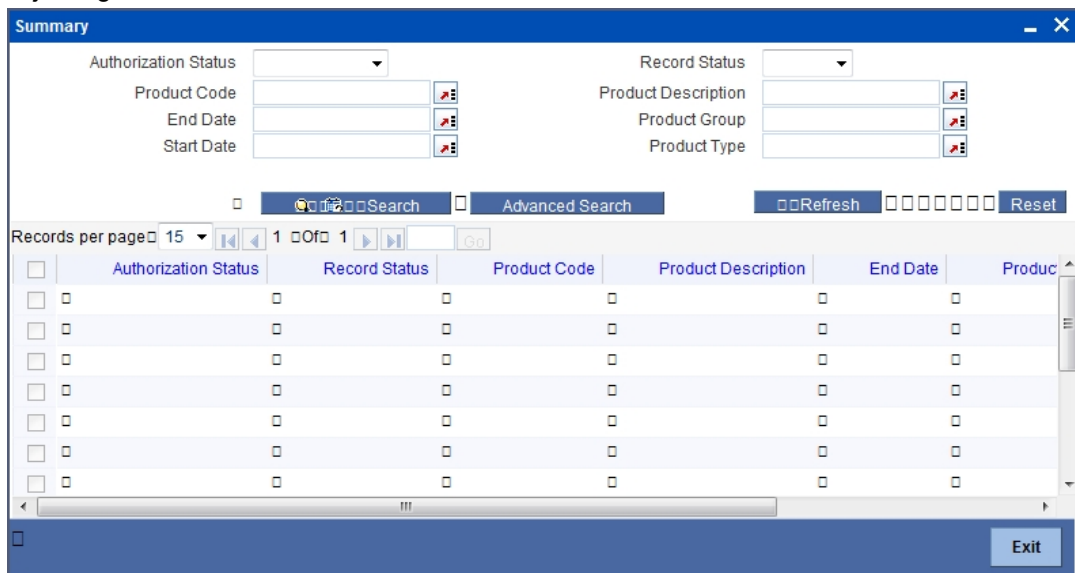 Summary
Authorization Status Record Status
Product Code Product Description
End Date Product Group
Start Date Product Type
Search Advanced Search Refresh Reset
Records per page 15 1 Of 1 Go
Authorization Status Record Status Product Code Product Description End Date Produc
Exit